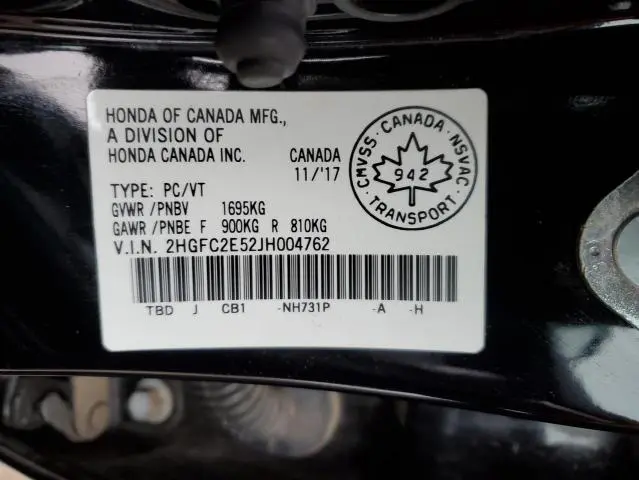 HONDA OF CANADA MFG.,
A DIVISION OF
HONDA CANADA INC. CANADA
11/'17
TYPE: PC/VT
GVWR /PNBV 1695KG
GAWR /PNBE F 900KG R 810KG
V.I.N. 2HGFC2E52JH004762
TBD J CB1 -NH731P -A -H
CMVSS · CANADA · NSVAC · TRANSPORT ·
942